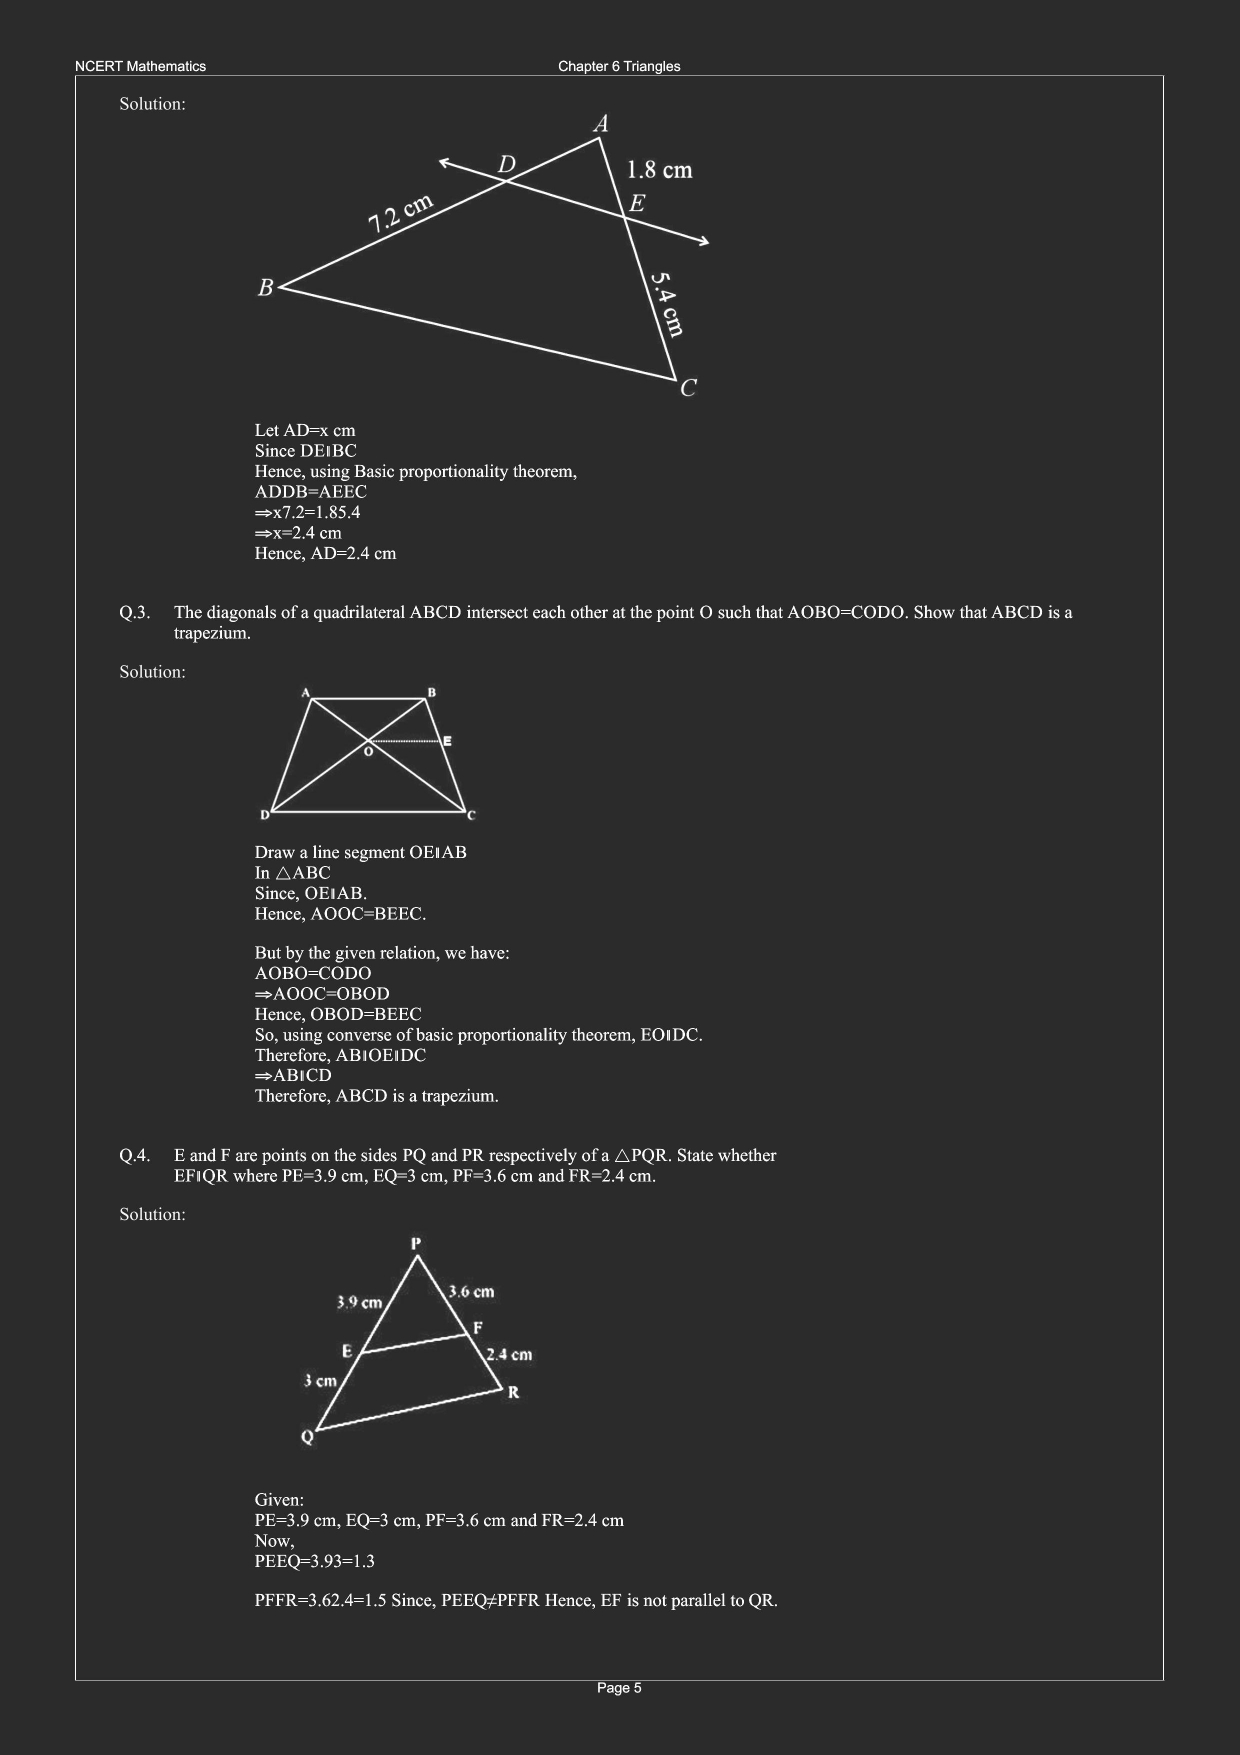 NCERT Mathematics Chapter 6 Triangles
Solution:
A
D
1.8 cm
E
7.2 cm
B
5.4 cm
C
Let AD=x cm
Since DE∥BC
Hence, using Basic proportionality theorem,
ADDB=AEEC
⇒x7.2=1.85.4
⇒x=2.4 cm
Hence, AD=2.4 cm
Q.3. The diagonals of a quadrilateral ABCD intersect each other at the point O such that AOBO=CODO. Show that ABCD is a
trapezium.
Solution:
A B
O E
D C
Draw a line segment OE∥AB
In △ABC
Since, OE∥AB.
Hence, AOOC=BEEC.
But by the given relation, we have:
AOBO=CODO
⇒AOOC=OBOD
Hence, OBOD=BEEC
So, using converse of basic proportionality theorem, EO∥DC.
Therefore, AB∥OE∥DC
⇒AB∥CD
Therefore, ABCD is a trapezium.
Q.4. E and F are points on the sides PQ and PR respectively of a △PQR. State whether
EF∥QR where PE=3.9 cm, EQ=3 cm, PF=3.6 cm and FR=2.4 cm.
Solution:
P
3.9 cm 3.6 cm
F
E 2.4 cm
3 cm R
Q
Given:
PE=3.9 cm, EQ=3 cm, PF=3.6 cm and FR=2.4 cm
Now,
PEEQ=3.93=1.3
PFFR=3.62.4=1.5 Since, PEEQ≠PFFR Hence, EF is not parallel to QR.
Page 5